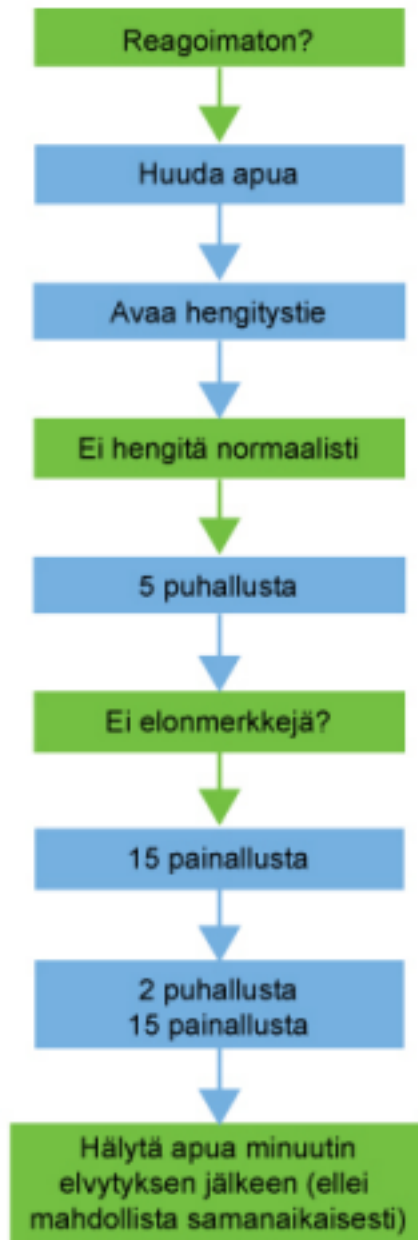 Reagoimaton?
Huuda apua
Avaa hengitystie
Ei hengitä normaalisti
5 puhallusta
Ei elonmerkkejä?
15 painallusta
2 puhallusta
15 painallusta
Hälytä apua minuutin
elvytyksen jälkeen (ellei
mahdollista samanaikaisesti)